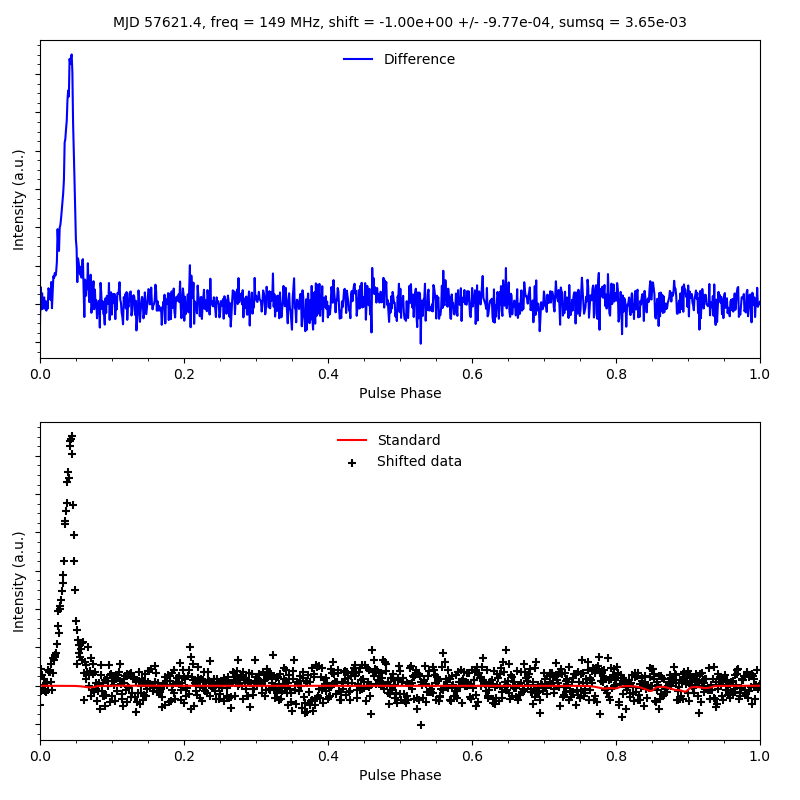 MJD 57621.4, freq = 149 MHz, shift = -1.00e+00 +/- -9.77e-04, sumsq = 3.65e-03
Difference
Intensity (a.u.)
0.0 0.2 0.4 0.6 0.8 1.0
Pulse Phase
Standard
Shifted data
Intensity (a.u.)
0.0 0.2 0.4 0.6 0.8 1.0
Pulse Phase